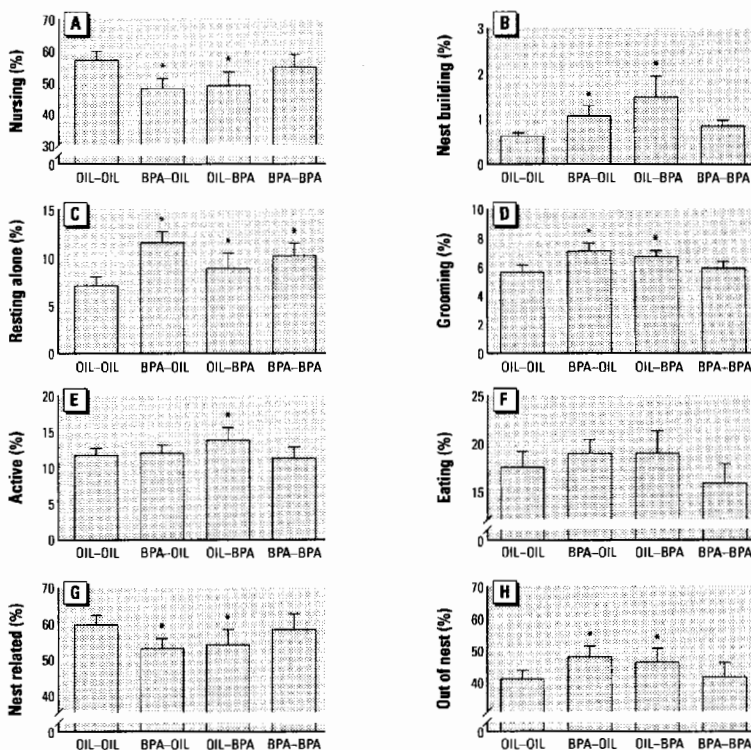 A
Nursing (%)
70
60
50
40
30
0
OIL–OIL BPA–OIL OIL–BPA BPA–BPA
* *
B
Nest building (%)
3
2
1
0
OIL–OIL BPA–OIL OIL–BPA BPA–BPA
* *
C
Resting alone (%)
15
10
5
0
OIL–OIL BPA–OIL OIL–BPA BPA–BPA
* * *
D
Grooming (%)
10
8
6
4
2
0
OIL–OIL BPA–OIL OIL–BPA BPA–BPA
* *
E
Active (%)
20
15
10
5
0
OIL–OIL BPA–OIL OIL–BPA BPA–BPA
*
F
Eating (%)
25
20
15
0
OIL–OIL BPA–OIL OIL–BPA BPA–BPA
G
Nest related (%)
70
60
50
40
0
OIL–OIL BPA–OIL OIL–BPA BPA–BPA
* *
H
Out of nest (%)
70
60
50
40
0
OIL–OIL BPA–OIL OIL–BPA BPA–BPA
* *